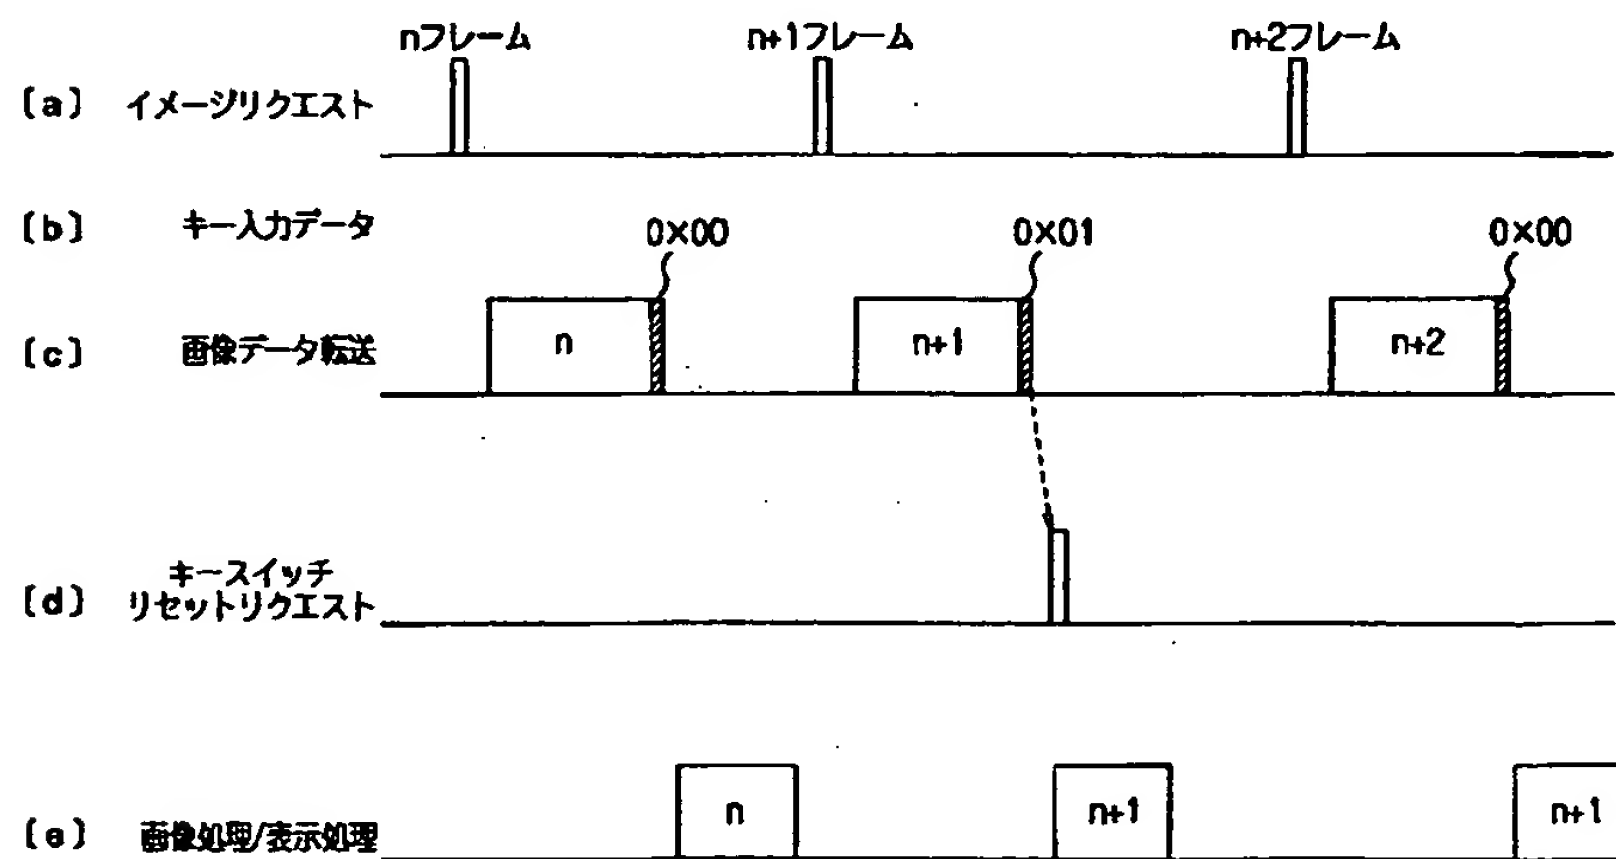 nフレーム n+1フレーム n+2フレーム
[a] イメージリクエスト
[b] キー入力データ 0×00 0×01 0×00
[c] 画像データ転送 n n+1 n+2
[d] キースイッチ
リセットリクエスト
[e] 画像処理/表示処理 n n+1 n+1